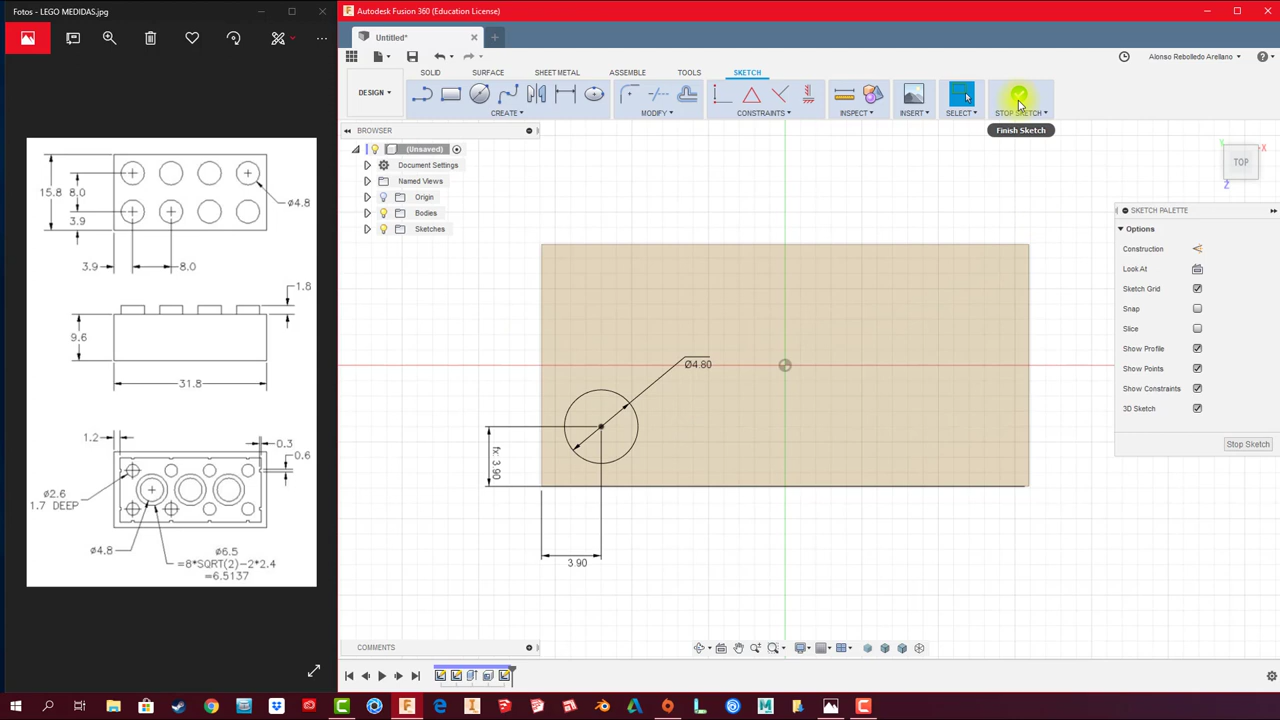 Fotos - LEGO MEDIDAS.jpg
15.8
8.0
3.9
ø4.8
3.9
8.0
1.8
9.6
31.8
1.2
0.3
0.6
ø2.6
1.7 DEEP
ø4.8
ø6.5
=8*SQRT(2)-2*2.4
=6.5137
Autodesk Fusion 360 (Education License)
Untitled*
Alonso Rebolledo Arellano
DESIGN
SOLID
SURFACE
SHEET METAL
ASSEMBLE
TOOLS
SKETCH
CREATE
MODIFY
CONSTRAINTS
INSPECT
INSERT
SELECT
STOP SKETCH
Finish Sketch
BROWSER
(Unsaved)
Document Settings
Named Views
Origin
Bodies
Sketches
TOP
X
Y
Z
SKETCH PALETTE
Options
Construction
Look At
Sketch Grid
Snap
Slice
Show Profile
Show Points
Show Constraints
3D Sketch
Stop Sketch
Ø4.80
fx: 3.90
3.90
COMMENTS